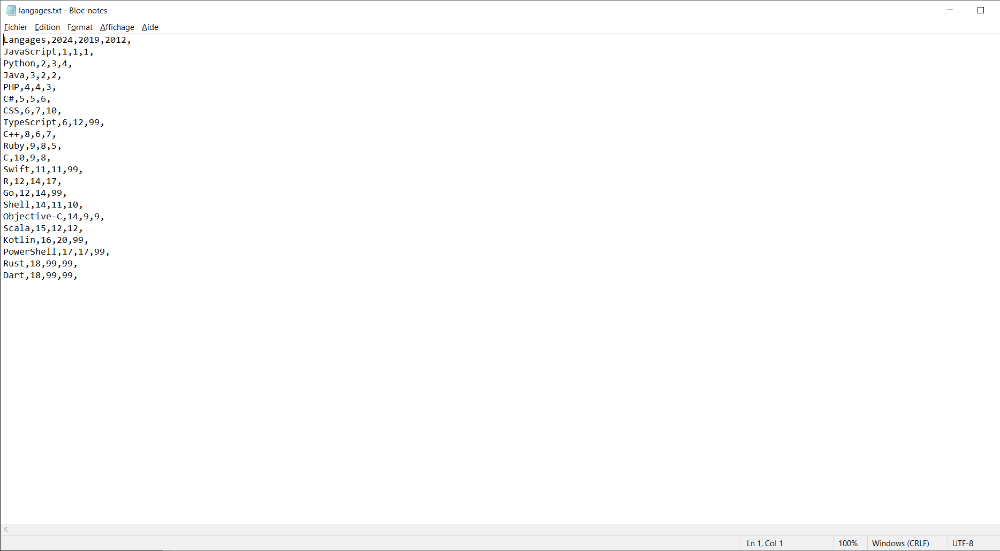 langages.txt - Bloc-notes
Fichier Edition Format Affichage Aide
Langages,2024,2019,2012,
JavaScript,1,1,1,
Python,2,3,4,
Java,3,2,2,
PHP,4,4,3,
C#,5,5,6,
CSS,6,7,10,
TypeScript,6,12,99,
C++,8,6,7,
Ruby,9,8,5,
C,10,9,8,
Swift,11,11,99,
R,12,14,17,
Go,12,14,99,
Shell,14,11,10,
Objective-C,14,9,9,
Scala,15,12,12,
Kotlin,16,20,99,
PowerShell,17,17,99,
Rust,18,99,99,
Dart,18,99,99,
Ln 1, Col 1 100% Windows (CRLF) UTF-8